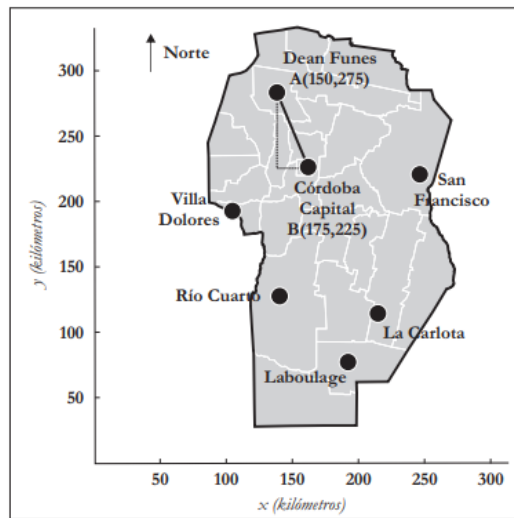 Norte
Dean Funes
A(150,275)
300
250
San
Francisco
Córdoba
Capital
B(175,225)
Villa
Dolores
200
y (kilómetros)
150
Río Cuarto
La Carlota
100
Laboulage
50
0
50
100
150
200
250
300
x (kilómetros)